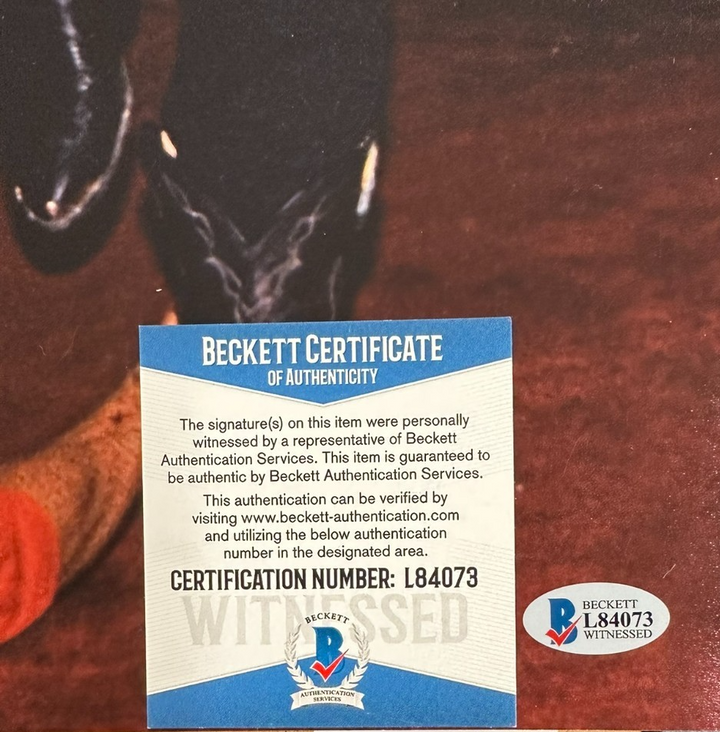 BECKETT CERTIFICATE
OF AUTHENTICITY
The signature(s) on this item were personally
witnessed by a representative of Beckett
Authentication Services. This item is guaranteed to
be authentic by Beckett Authentication Services.
This authentication can be verified by
visiting www.beckett-authentication.com
and utilizing the below authentication
number in the designated area.
CERTIFICATION NUMBER: L84073
WITNESSED
BECKETT
B
AUTHENTICATION
SERVICES
B
BECKETT
L84073
WITNESSED